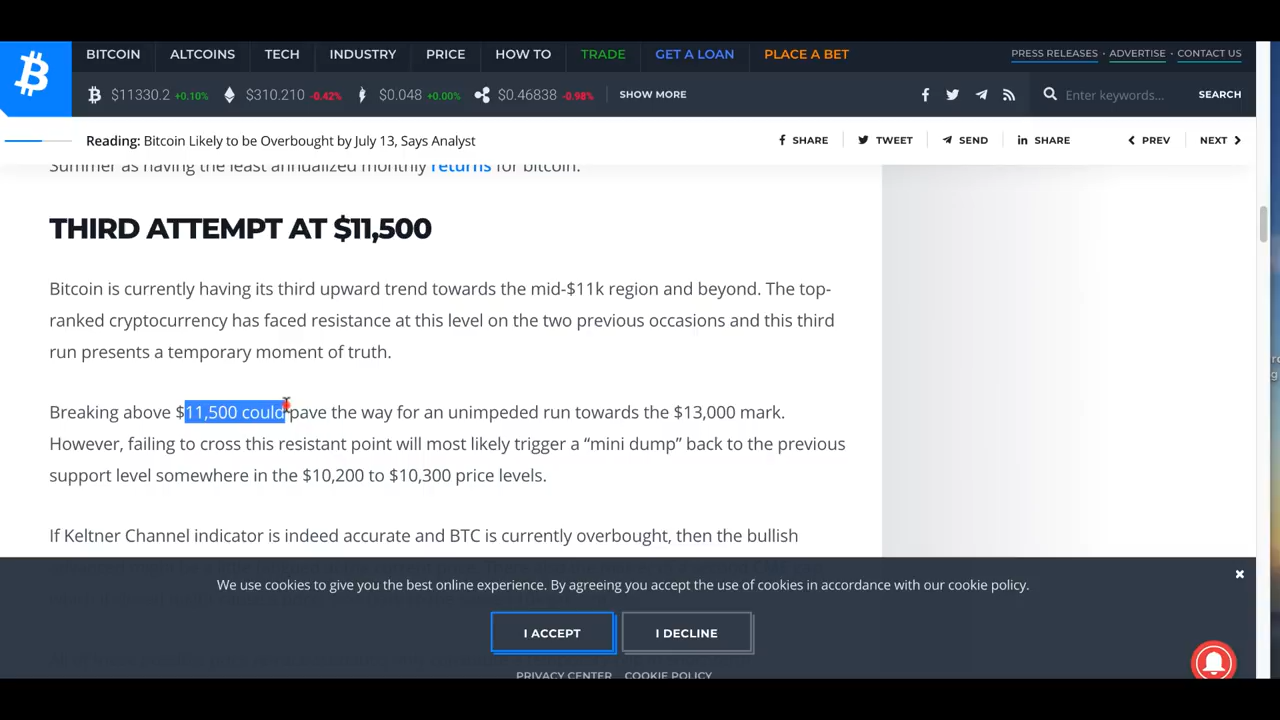 BITCOIN ALTCOINS TECH INDUSTRY PRICE HOW TO TRADE GET A LOAN PLACE A BET PRESS RELEASES · ADVERTISE · CONTACT US
$11330.2 +0.10% $310.210 -0.42% $0.048 +0.00% $0.46838 -0.98% SHOW MORE Enter keywords... SEARCH
Reading: Bitcoin Likely to be Overbought by July 13, Says Analyst SHARE TWEET SEND SHARE PREV NEXT
Summer as having the least annualized monthly returns for bitcoin.
THIRD ATTEMPT AT $11,500
Bitcoin is currently having its third upward trend towards the mid-$11k region and beyond. The top-
ranked cryptocurrency has faced resistance at this level on the two previous occasions and this third
run presents a temporary moment of truth.
Breaking above $11,500 could pave the way for an unimpeded run towards the $13,000 mark.
However, failing to cross this resistant point will most likely trigger a “mini dump” back to the previous
support level somewhere in the $10,200 to $10,300 price levels.
If Keltner Channel indicator is indeed accurate and BTC is currently overbought, then the bullish
We use cookies to give you the best online experience. By agreeing you accept the use of cookies in accordance with our cookie policy.
I ACCEPT I DECLINE
PRIVACY CENTER COOKIE POLICY